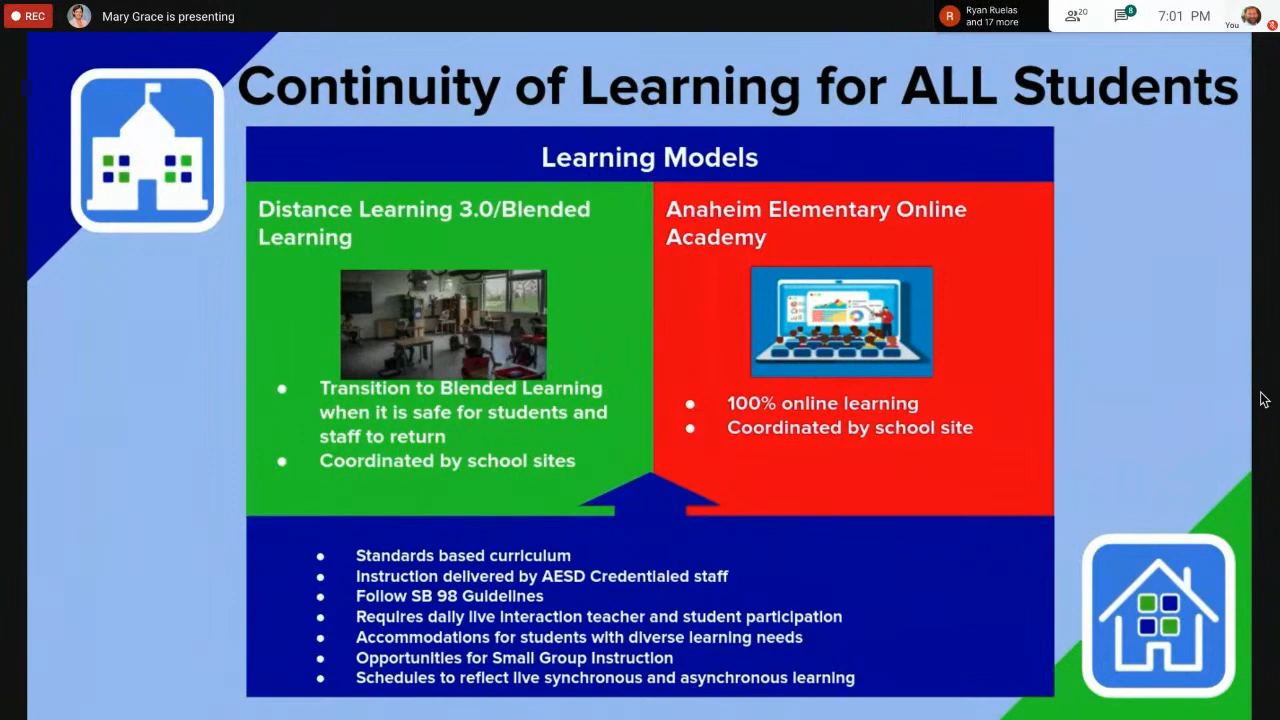 REC
Mary Grace is presenting
R
Ryan Ruelas
and 17 more
20
8
7:01 PM
You
Continuity of Learning for ALL Students
Learning Models
Distance Learning 3.0/Blended
Learning
Anaheim Elementary Online
Academy
● Transition to Blended Learning
when it is safe for students and
staff to return
● Coordinated by school sites
● 100% online learning
● Coordinated by school site
● Standards based curriculum
● Instruction delivered by AESD Credentialed staff
● Follow SB 98 Guidelines
● Requires daily live interaction teacher and student participation
● Accommodations for students with diverse learning needs
● Opportunities for Small Group Instruction
● Schedules to reflect live synchronous and asynchronous learning